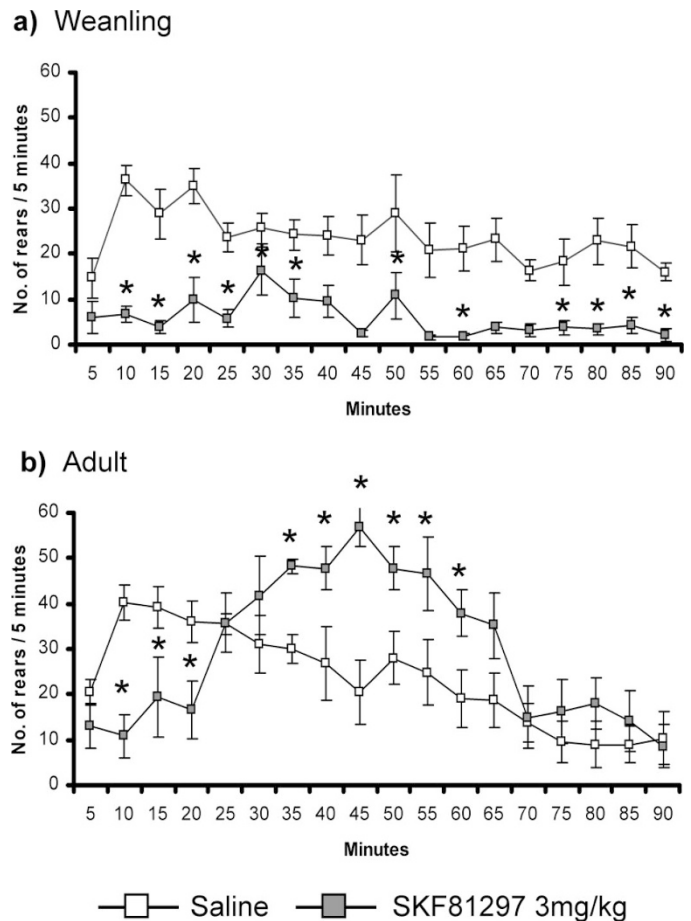 a) Weanling
60
50
40
30
20
10
0
No. of rears / 5 minutes
* * * * * * * * * * * * *
5 10 15 20 25 30 35 40 45 50 55 60 65 70 75 80 85 90
Minutes
b) Adult
60
50
40
30
20
10
0
No. of rears / 5 minutes
* * * * * * * * *
5 10 15 20 25 30 35 40 45 50 55 60 65 70 75 80 85 90
Minutes
Saline SKF81297 3mg/kg